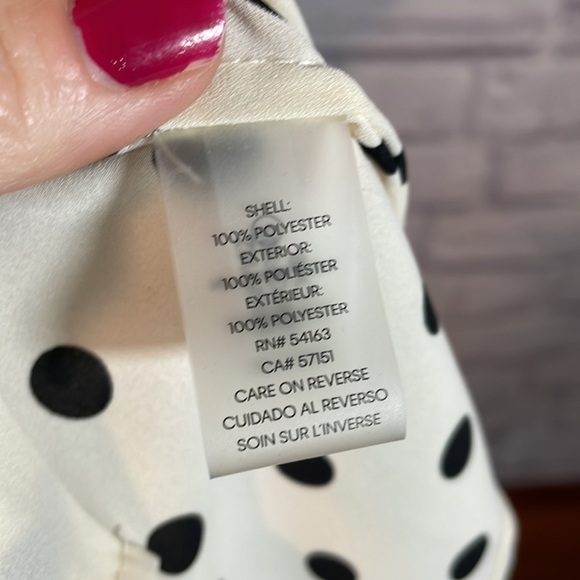 SHELL:
100% POLYESTER
EXTERIOR:
100% POLIÉSTER
EXTÉRIEUR:
100% POLYESTER
RN# 54163
CA# 57151
CARE ON REVERSE
CUIDADO AL REVERSO
SOIN SUR L'INVERSE